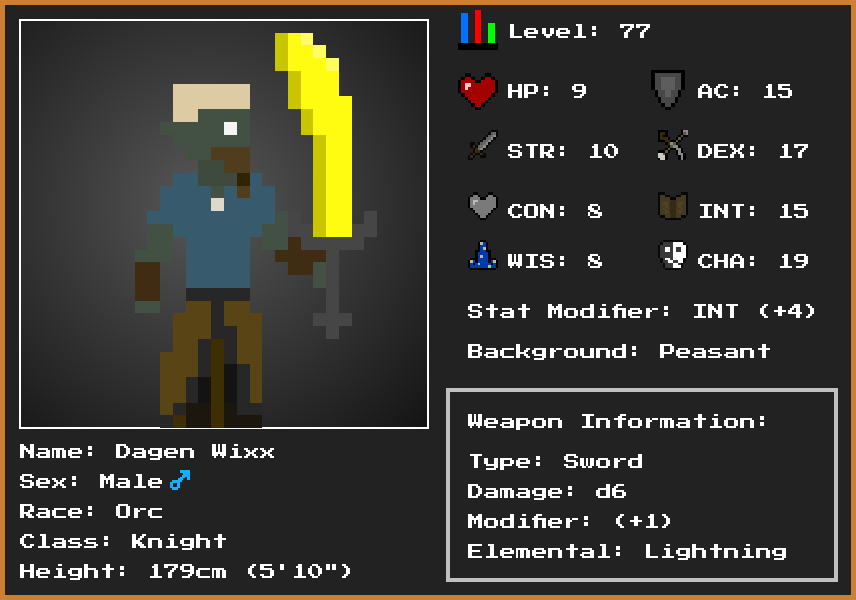 Level: 77
HP: 9
AC: 15
STR: 10
DEX: 17
CON: 8
INT: 15
WIS: 8
CHA: 19
Stat Modifier: INT (+4)
Background: Peasant
Weapon Information:
Type: Sword
Damage: d6
Modifier: (+1)
Elemental: Lightning
Name: Dagen Wixx
Sex: Male♂
Race: Orc
Class: Knight
Height: 179cm (5'10")